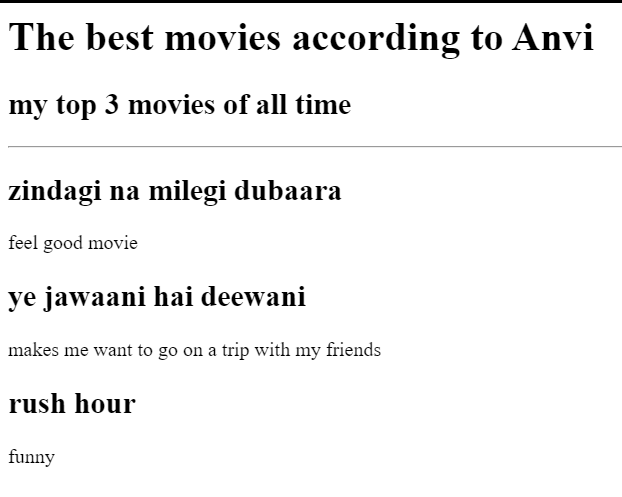 The best movies according to Anvi
my top 3 movies of all time
zindagi na milegi dubaara
feel good movie
ye jawaani hai deewani
makes me want to go on a trip with my friends
rush hour
funny